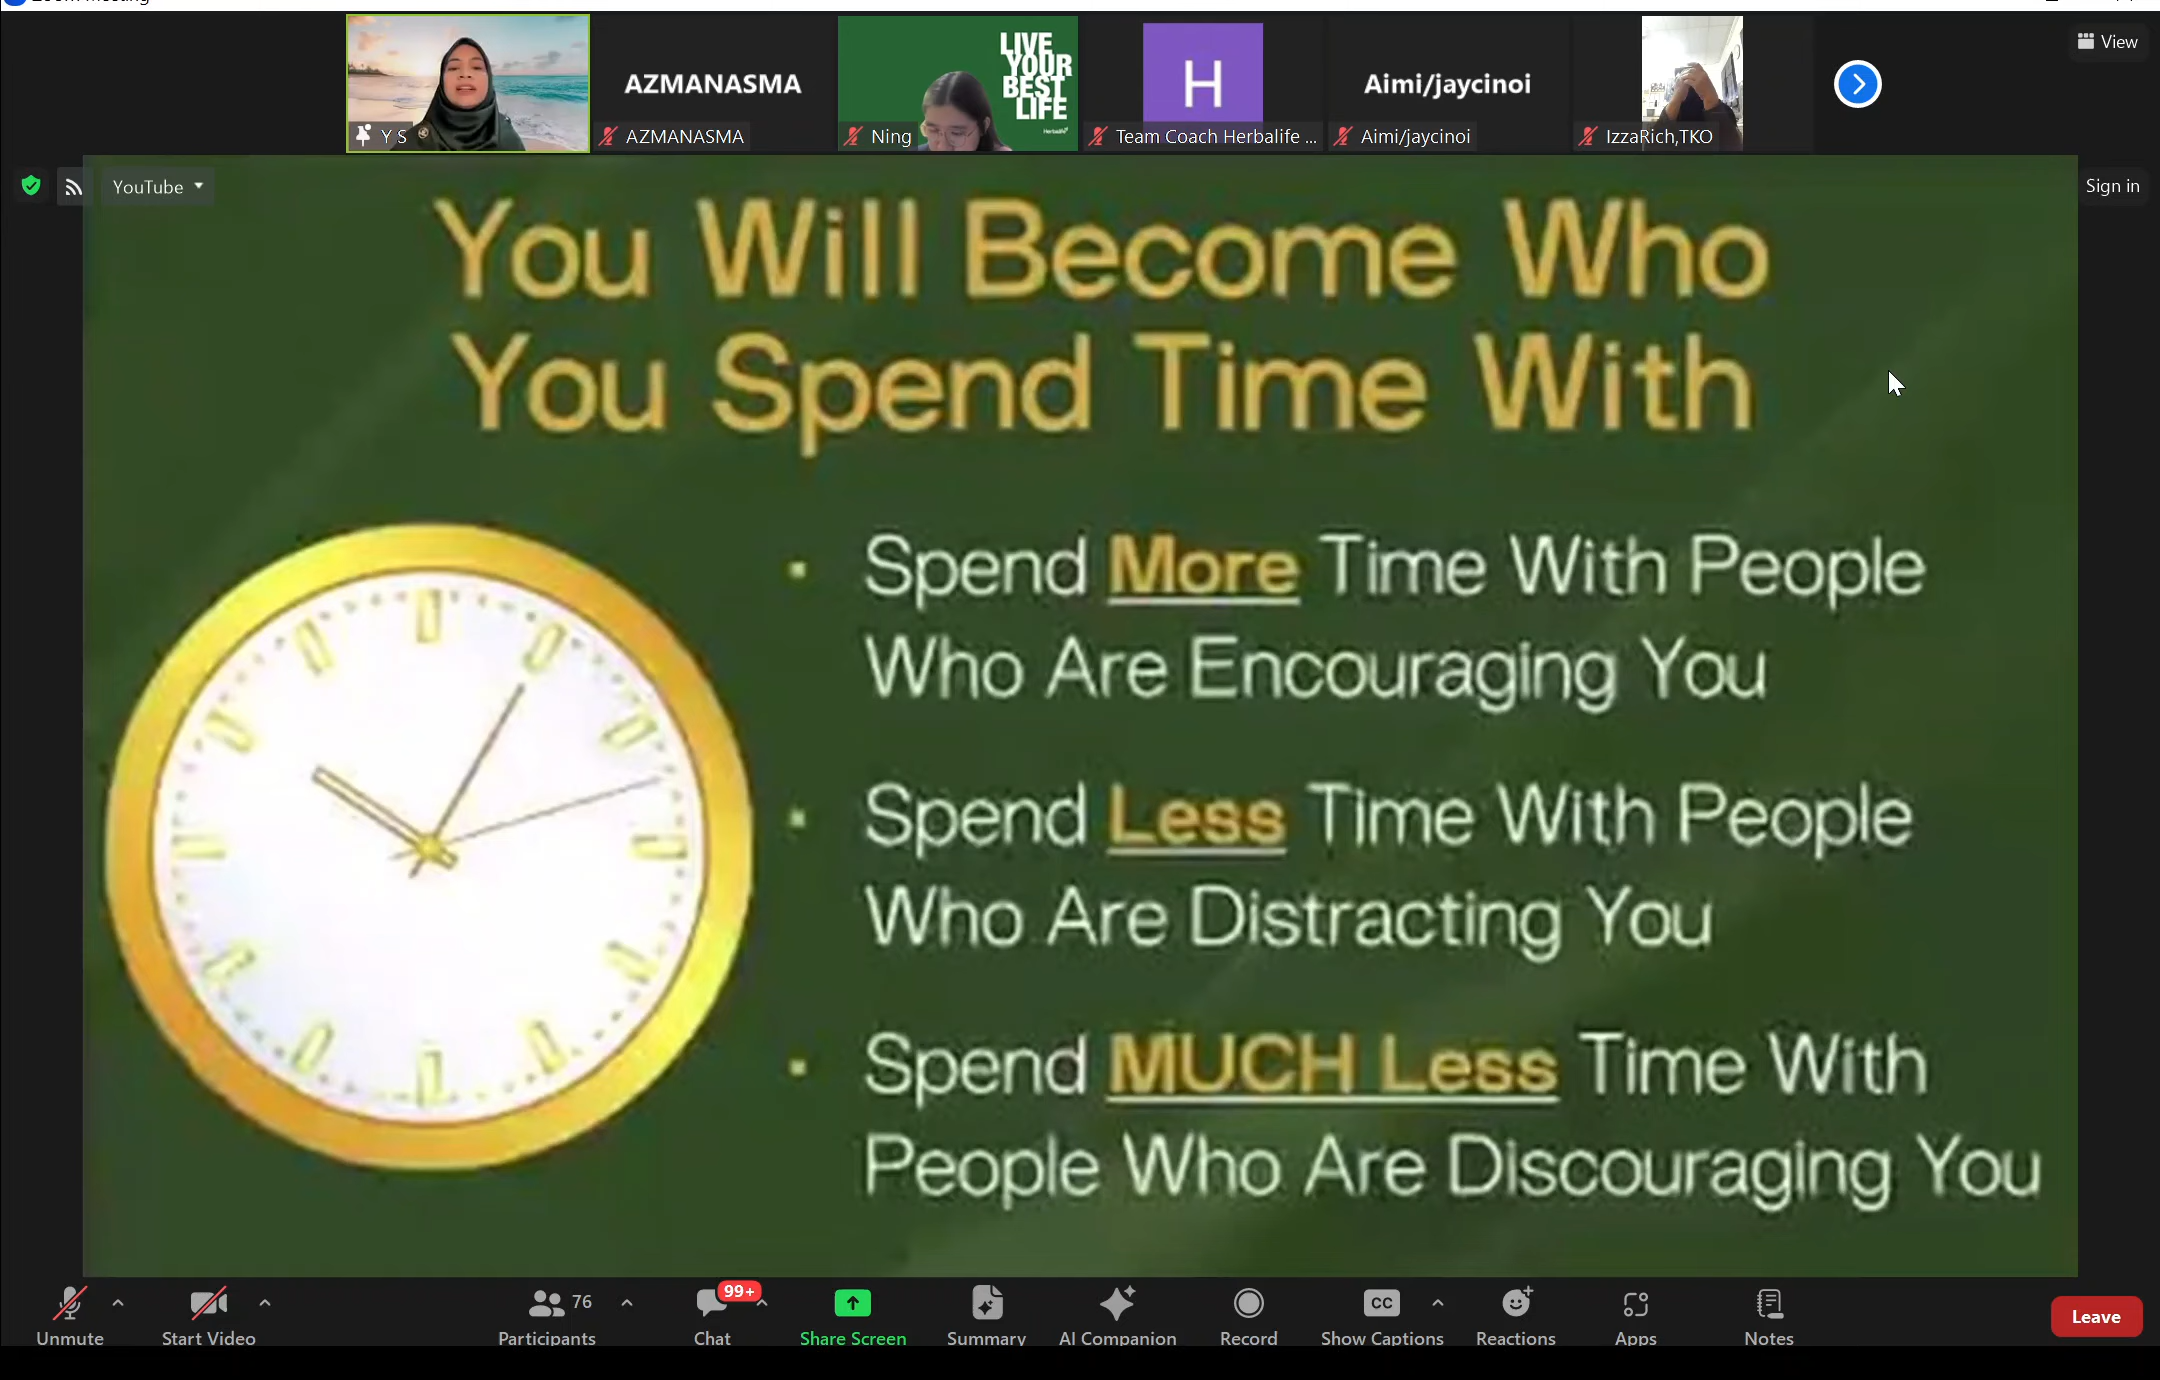 View
AZMANASMA
LIVE
YOUR
BEST
LIFE
H
Aimi/jaycinoi
Y S
AZMANASMA
Ning
Team Coach Herbalife ...
Aimi/jaycinoi
IzzaRich,TKO
YouTube
Sign in
You Will Become Who
You Spend Time With
Spend More Time With People
Who Are Encouraging You
Spend Less Time With People
Who Are Distracting You
Spend MUCH Less Time With
People Who Are Discouraging You
76
99+
CC
Unmute
Start Video
Participants
Chat
Share Screen
Summary
AI Companion
Record
Show Captions
Reactions
Apps
Notes
Leave